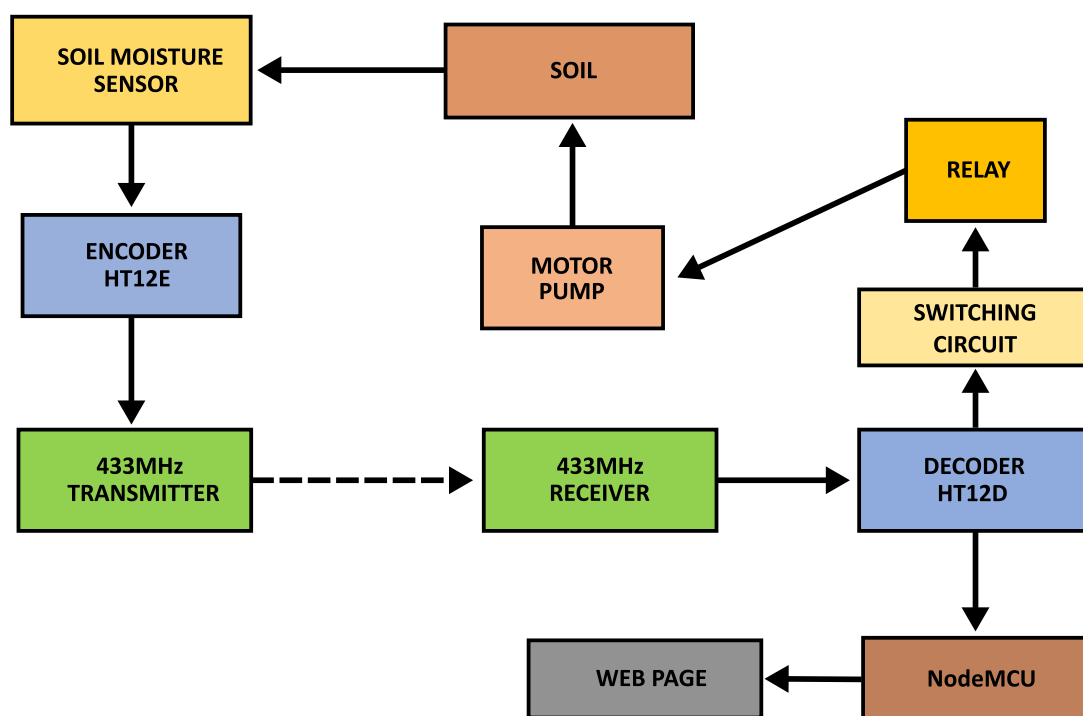 SOIL MOISTURE
SENSOR
SOIL
RELAY
ENCODER
HT12E
MOTOR
PUMP
SWITCHING
CIRCUIT
433MHz
TRANSMITTER
433MHz
RECEIVER
DECODER
HT12D
WEB PAGE
NodeMCU